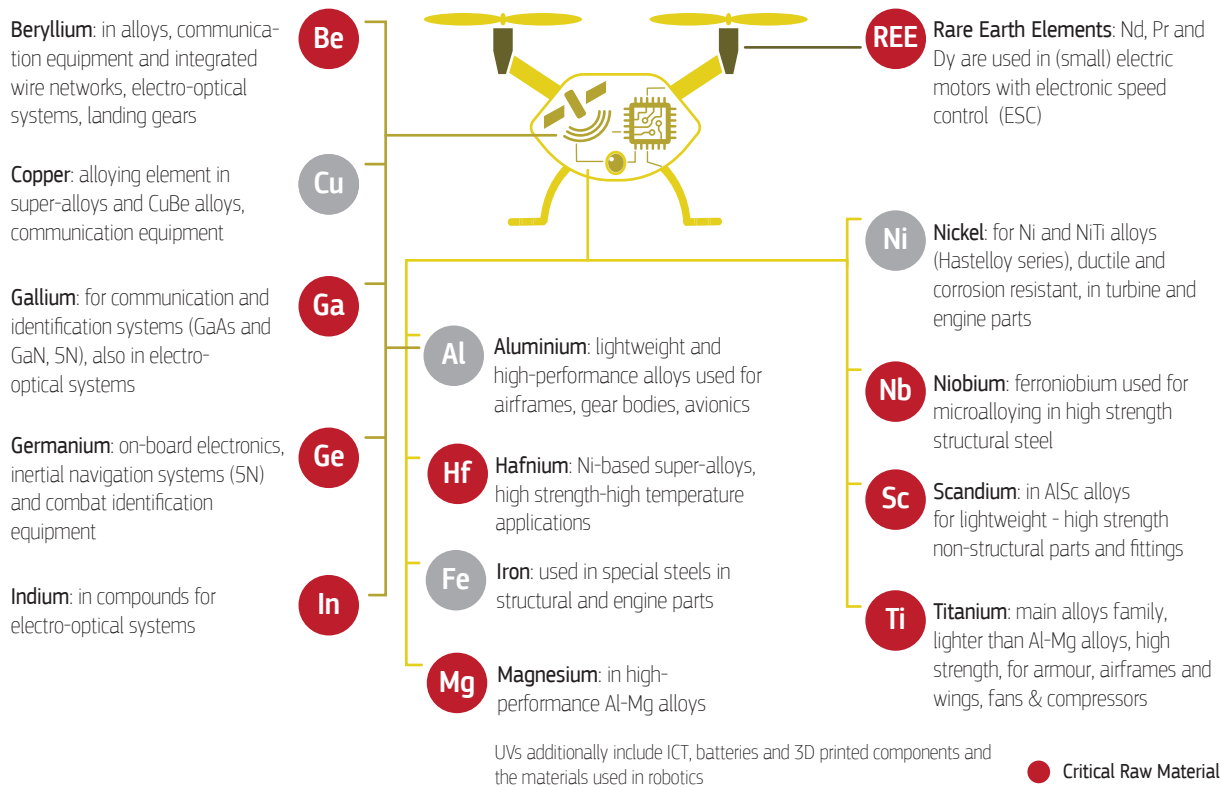 Be
Beryllium: in alloys, communica-
tion equipment and integrated
wire networks, electro-optical
systems, landing gears
Cu
Copper: alloying element in
super-alloys and CuBe alloys,
communication equipment
Ga
Gallium: for communication and
identification systems (GaAs and
GaN, 5N), also in electro-
optical systems
Ge
Germanium: on-board electronics,
inertial navigation systems (5N)
and combat identification
equipment
In
Indium: in compounds for
electro-optical systems
Al
Aluminium: lightweight and
high-performance alloys used for
airframes, gear bodies, avionics
Hf
Hafnium: Ni-based super-alloys,
high strength-high temperature
applications
Fe
Iron: used in special steels in
structural and engine parts
Mg
Magnesium: in high-
performance Al-Mg alloys
REE
Rare Earth Elements: Nd, Pr and
Dy are used in (small) electric
motors with electronic speed
control (ESC)
Ni
Nickel: for Ni and NiTi alloys
(Hastelloy series), ductile and
corrosion resistant, in turbine and
engine parts
Nb
Niobium: ferroniobium used for
microalloying in high strength
structural steel
Sc
Scandium: in AlSc alloys
for lightweight - high strength
non-structural parts and fittings
Ti
Titanium: main alloys family,
lighter than Al-Mg alloys, high
strength, for armour, airframes and
wings, fans & compressors
UVs additionally include ICT, batteries and 3D printed components and
the materials used in robotics
Critical Raw Material